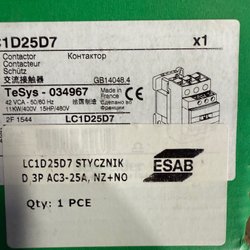 LC1D25D7 x1
Contactor Контактор
Contacteur
Schütz
交流接触器 GB14048.4
TeSys - 034967
42 VCA - 50/60 Hz
11KW/400V 15HP/480V
2F 1544 LC1D25D7
LC1D25D7 STYCZNIK
D 3P AC3-25A, NZ+NO
ESAB
Qty: 1 PCE